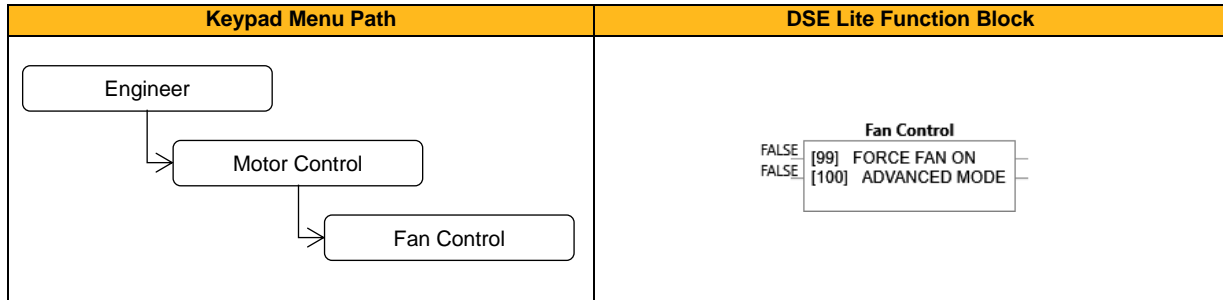 Keypad Menu Path
DSE Lite Function Block
Engineer
Motor Control
Fan Control
Fan Control
FALSE [99] FORCE FAN ON
FALSE [100] ADVANCED MODE